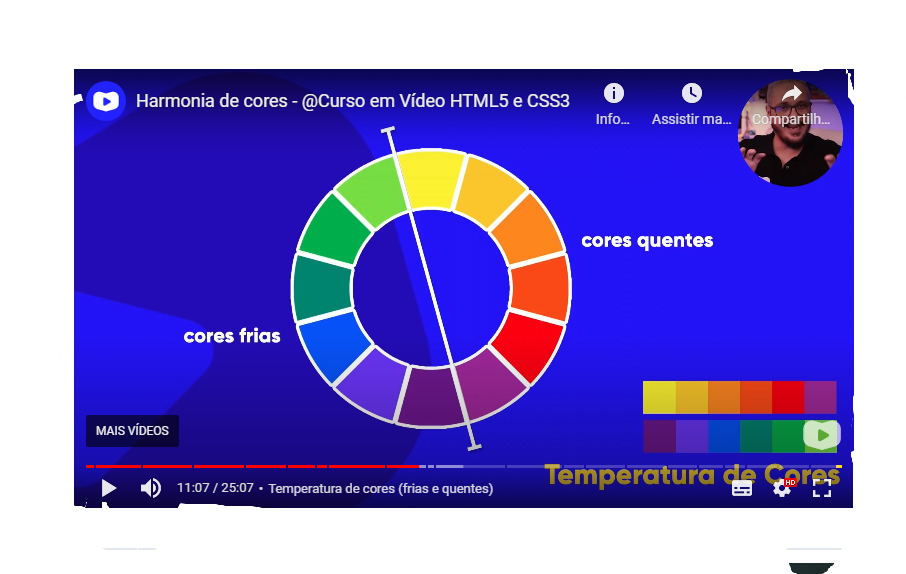 Harmonia de cores - @Curso em Vídeo HTML5 e CSS3
Info...
Assistir ma...
Compartilh...
cores quentes
cores frias
MAIS VÍDEOS
Temperatura de Cores
11:07 / 25:07 • Temperatura de cores (frias e quentes)
HD